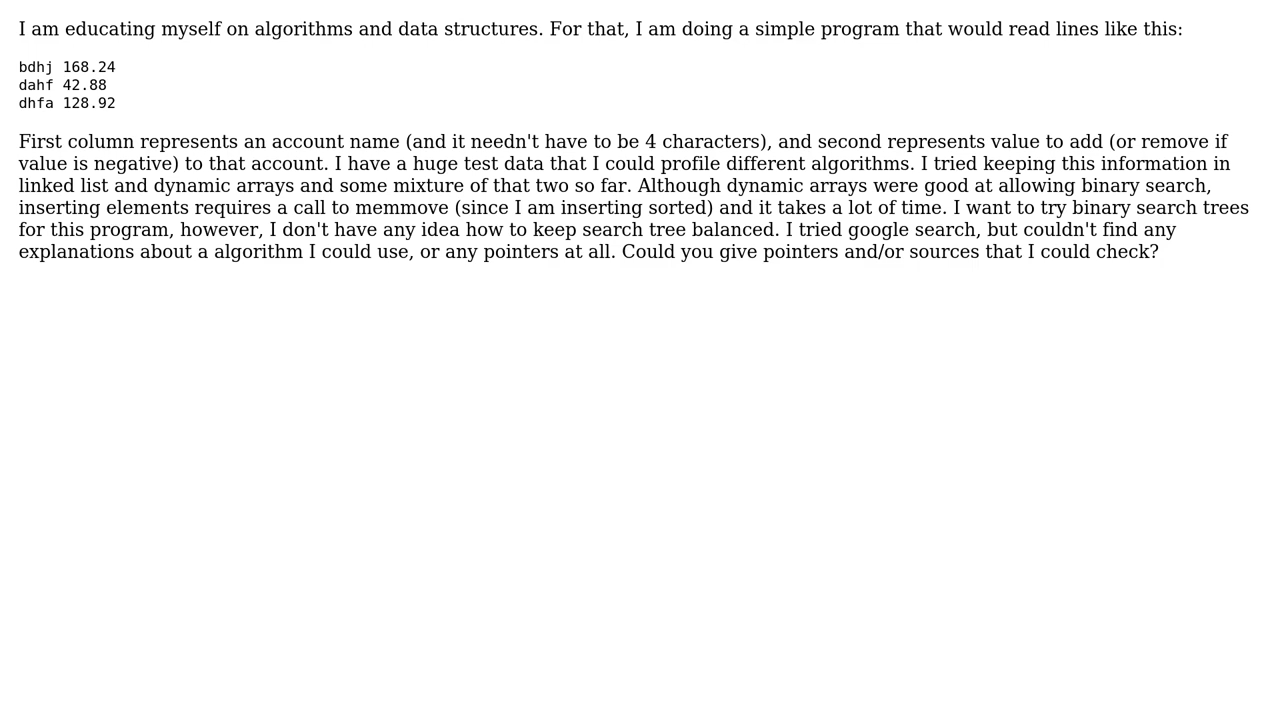 I am educating myself on algorithms and data structures. For that, I am doing a simple program that would read lines like this:
bdhj 168.24
dahf 42.88
dhfa 128.92
First column represents an account name (and it needn't have to be 4 characters), and second represents value to add (or remove if
value is negative) to that account. I have a huge test data that I could profile different algorithms. I tried keeping this information in
linked list and dynamic arrays and some mixture of that two so far. Although dynamic arrays were good at allowing binary search,
inserting elements requires a call to memmove (since I am inserting sorted) and it takes a lot of time. I want to try binary search trees
for this program, however, I don't have any idea how to keep search tree balanced. I tried google search, but couldn't find any
explanations about a algorithm I could use, or any pointers at all. Could you give pointers and/or sources that I could check?